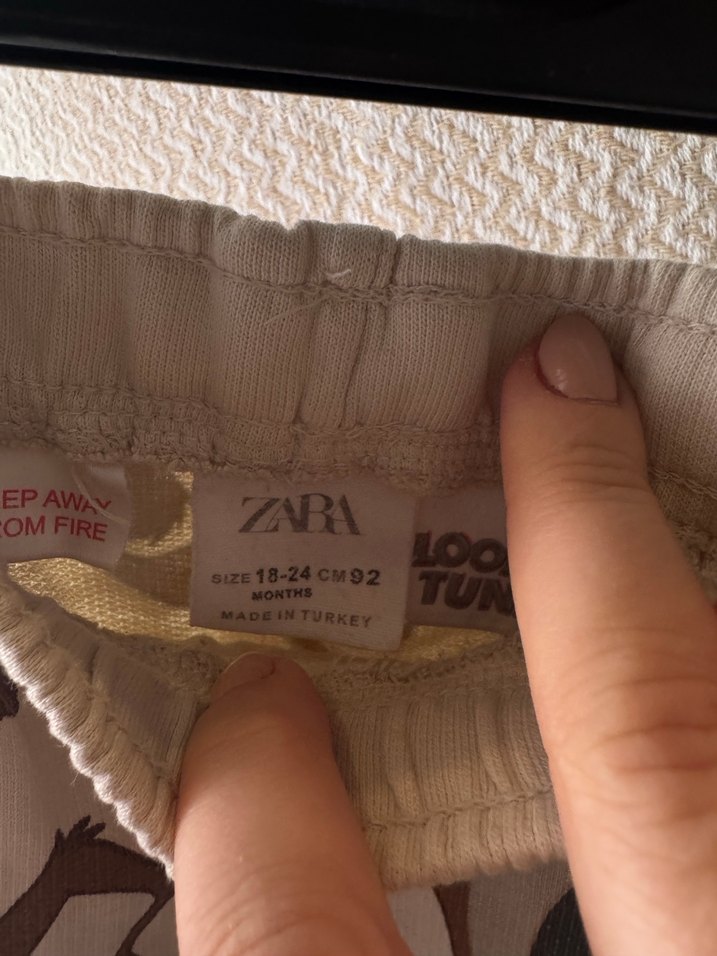 EP AWAY
ROM FIRE
ZARA
SIZE 18-24 CM 92
MONTHS
MADE IN TURKEY
LOO
TUN